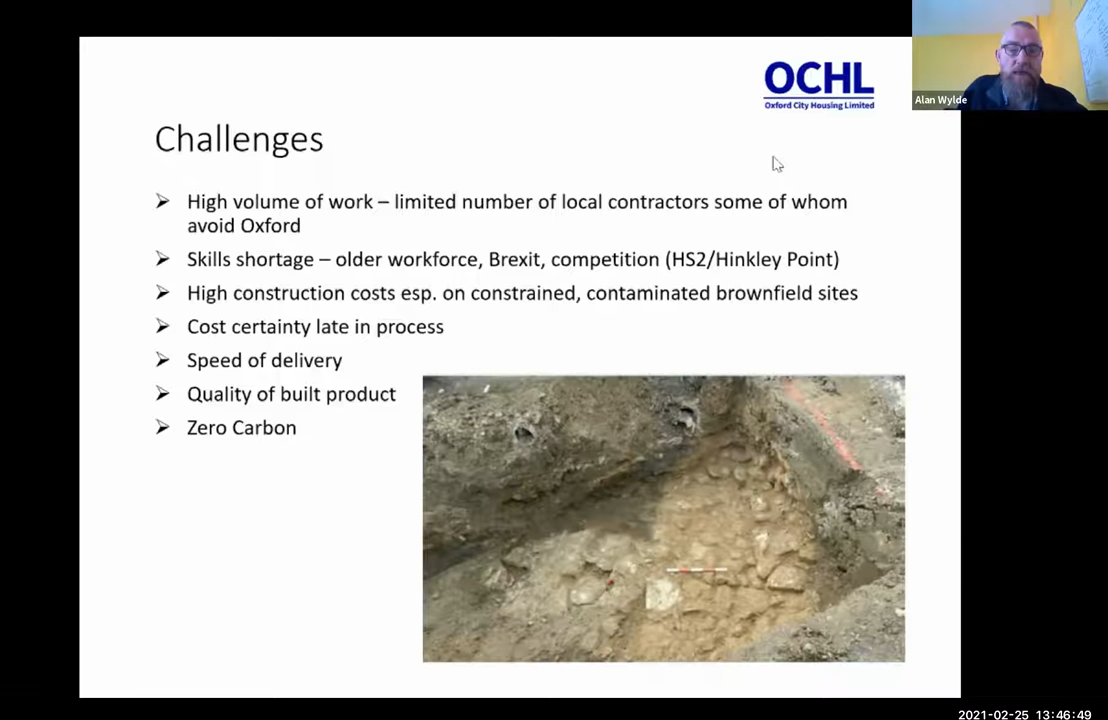 OCHL
Oxford City Housing Limited
Alan Wylde
Challenges
➢ High volume of work – limited number of local contractors some of whom
avoid Oxford
➢ Skills shortage – older workforce, Brexit, competition (HS2/Hinkley Point)
➢ High construction costs esp. on constrained, contaminated brownfield sites
➢ Cost certainty late in process
➢ Speed of delivery
➢ Quality of built product
➢ Zero Carbon
2021-02-25 13:46:49